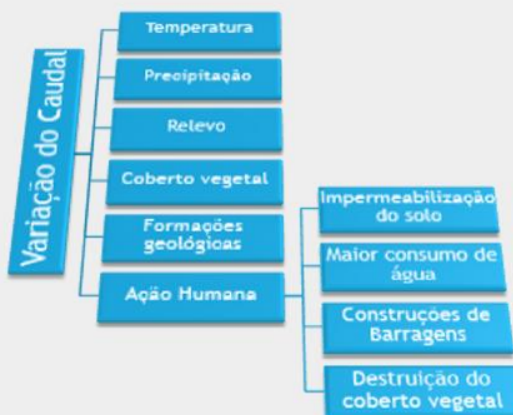 Variação do Caudal
Temperatura
Precipitação
Relevo
Coberto vegetal
Formações
geológicas
Ação Humana
Impermeabilização
do solo
Maior consumo de
água
Construções de
Barragens
Destruição do
coberto vegetal